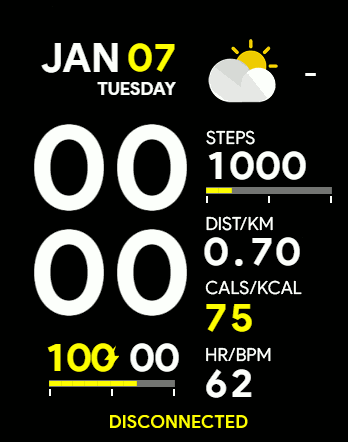 JAN 07
TUESDAY
-
00
00
STEPS
1000
DIST/KM
0.70
CALS/KCAL
75
HR/BPM
62
100 00
DISCONNECTED